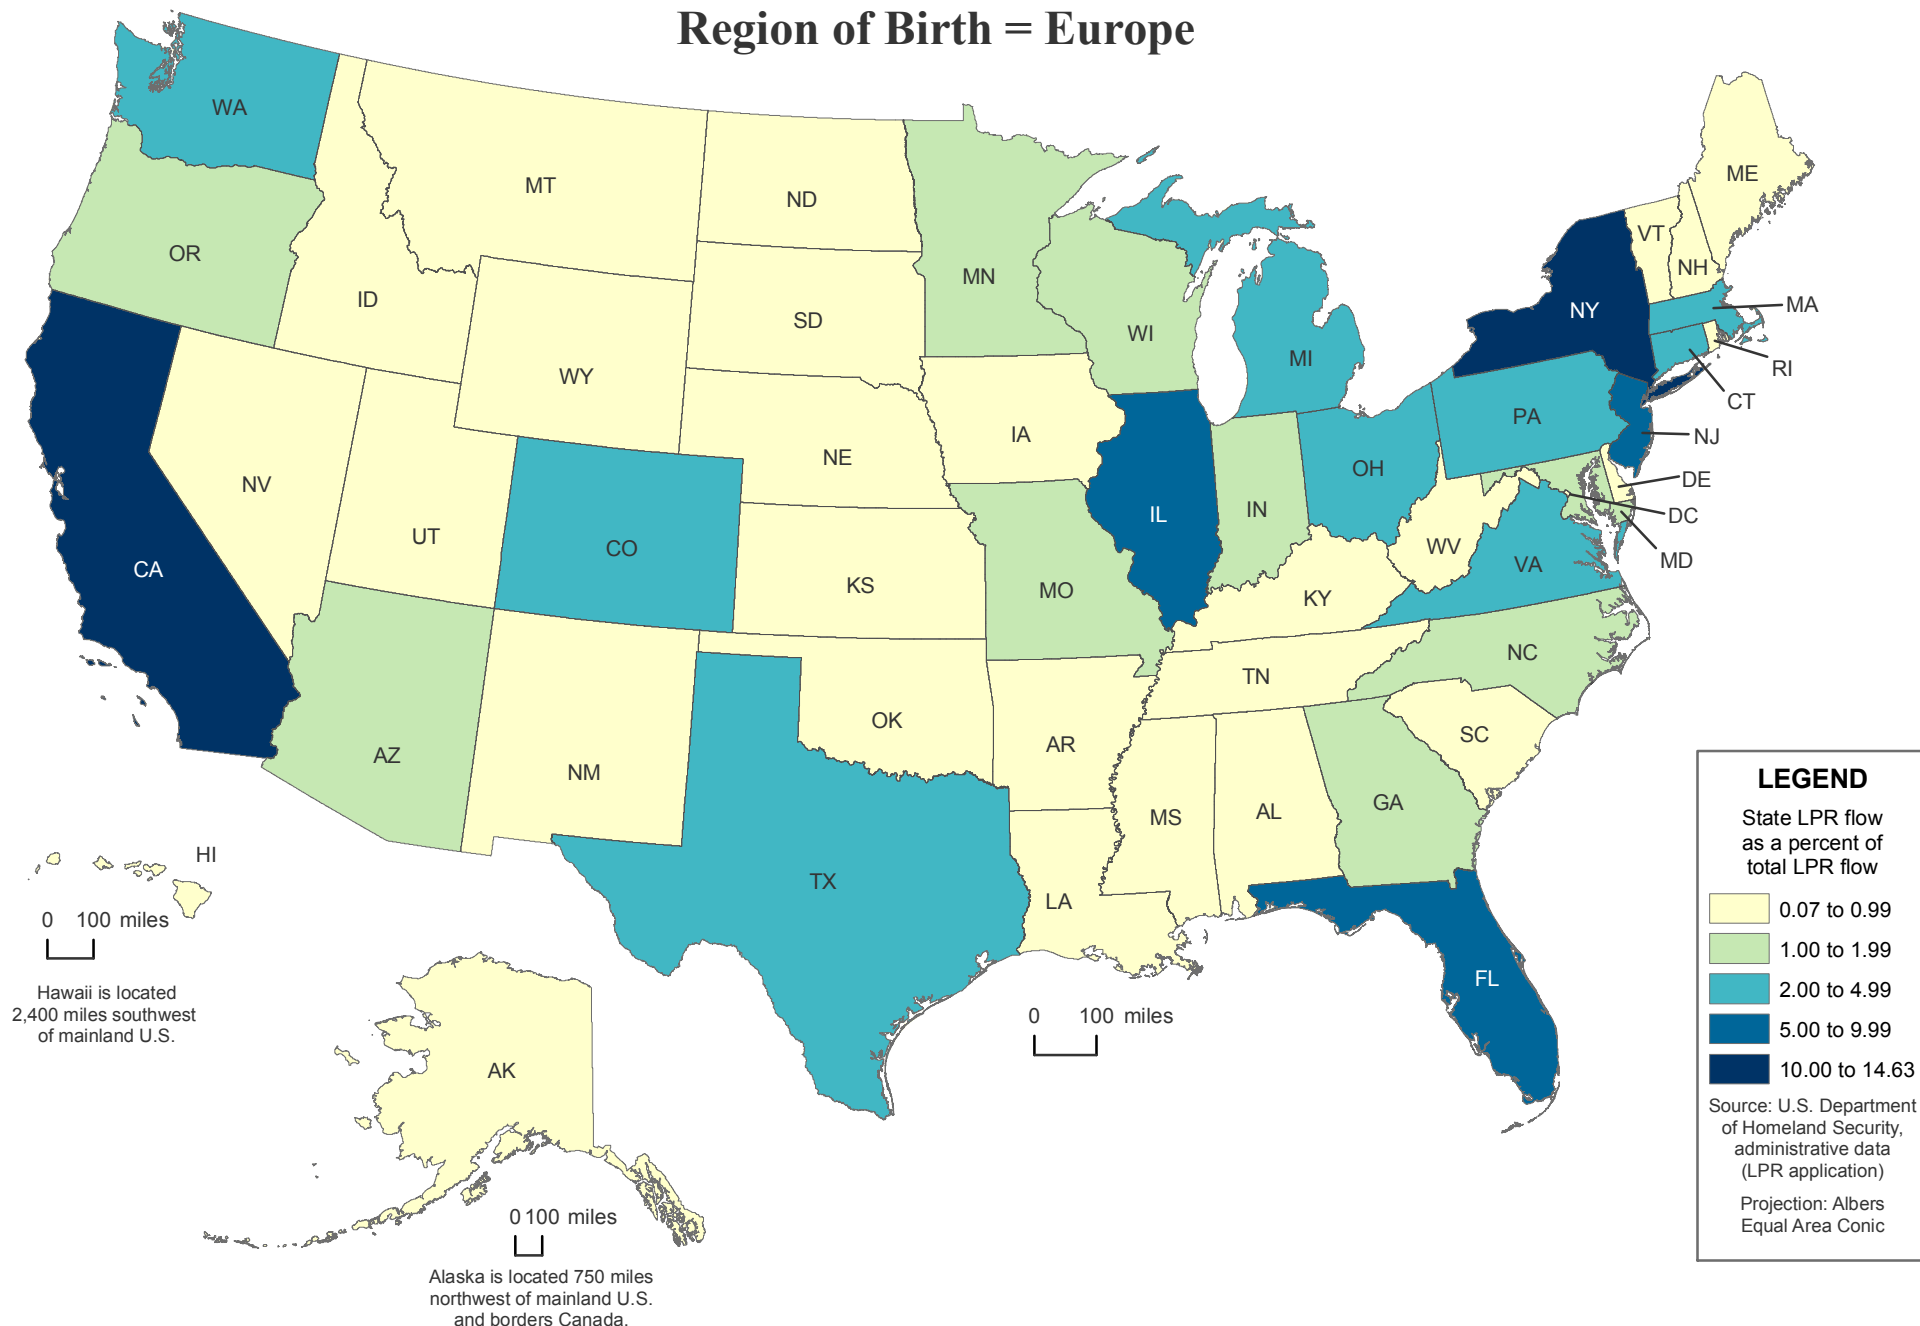 Region of Birth = Europe
WA
MT
ND
ME
OR
ID
MN
VT
NH
SD
WI
NY
MA
MI
RI
WY
CT
PA
NJ
IA
NE
OH
NV
DE
IL
IN
DC
UT
CO
WV
VA
MD
CA
KS
MO
KY
NC
TN
OK
AR
SC
AZ
NM
GA
MS
AL
TX
LA
FL
HI
0 100 miles
Hawaii is located
2,400 miles southwest
of mainland U.S.
AK
0 100 miles
Alaska is located 750 miles
northwest of mainland U.S.
and borders Canada.
0 100 miles
LEGEND
State LPR flow
as a percent of
total LPR flow
0.07 to 0.99
1.00 to 1.99
2.00 to 4.99
5.00 to 9.99
10.00 to 14.63
Source: U.S. Department
of Homeland Security,
administrative data
(LPR application)
Projection: Albers
Equal Area Conic